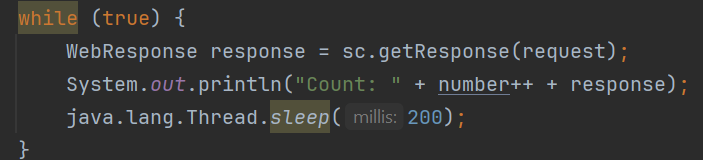 while (true) {
WebResponse response = sc.getResponse(request);
System.out.println("Count: " + number++ + response);
java.lang.Thread.sleep( millis: 200);
}